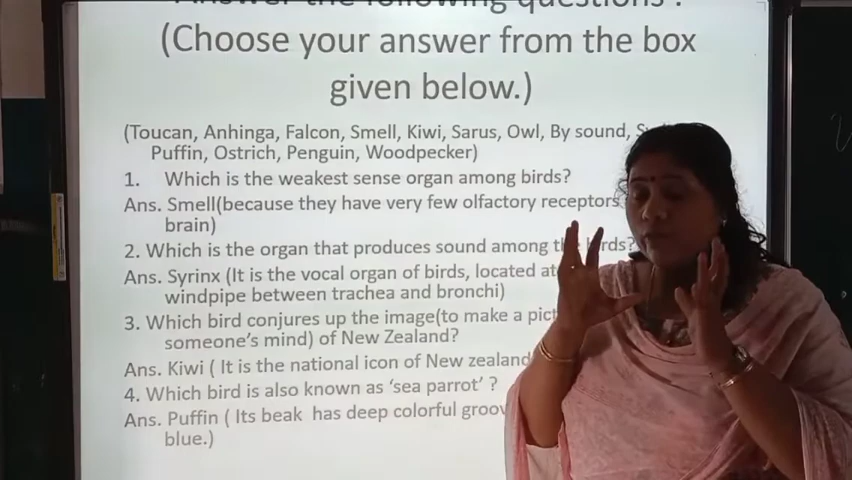 Answer the following questions :
(Choose your answer from the box
given below.)
(Toucan, Anhinga, Falcon, Smell, Kiwi, Sarus, Owl, By sound,
Puffin, Ostrich, Penguin, Woodpecker)
1. Which is the weakest sense organ among birds?
Ans. Smell(because they have very few olfactory receptors
brain)
2. Which is the organ that produces sound among the birds?
Ans. Syrinx (It is the vocal organ of birds, located at
windpipe between trachea and bronchi)
3. Which bird conjures up the image(to make a
someone's mind) of New Zealand?
Ans. Kiwi ( It is the national icon of New zealand
4. Which bird is also known as 'sea parrot' ?
Ans. Puffin ( Its beak has deep colorful
blue.)